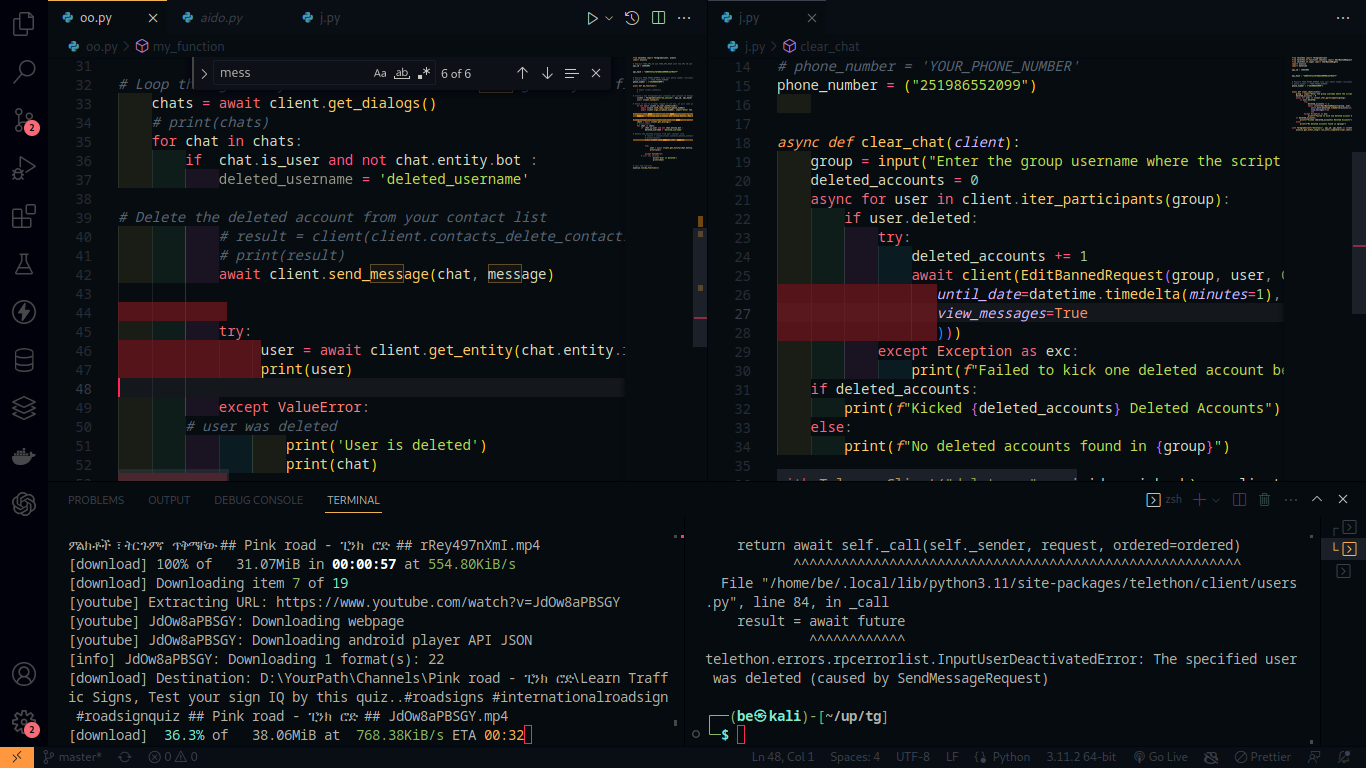 oo.py
aido.py
j.py
j.py
oo.py > my_function
j.py > clear_chat
mess
Aa ab .*
6 of 6
31
32 # Loop th
33 chats = await client.get_dialogs()
34 # print(chats)
35 for chat in chats:
36 if chat.is_user and not chat.entity.bot :
37 deleted_username = 'deleted_username'
38
39 # Delete the deleted account from your contact list
40 # result = client(client.contacts_delete_contact
41 # print(result)
42 await client.send_message(chat, message)
43
44
45 try:
46 user = await client.get_entity(chat.entity.i
47 print(user)
48
49 except ValueError:
50 # user was deleted
51 print('User is deleted')
52 print(chat)
14 # phone_number = 'YOUR_PHONE_NUMBER'
15 phone_number = ("251986552099")
16
17
18 async def clear_chat(client):
19 group = input("Enter the group username where the script
20 deleted_accounts = 0
21 async for user in client.iter_participants(group):
22 if user.deleted:
23 try:
24 deleted_accounts += 1
25 await client(EditBannedRequest(group, user, C
26 until_date=datetime.timedelta(minutes=1),
27 view_messages=True
28 )))
29 except Exception as exc:
30 print(f"Failed to kick one deleted account be
31 if deleted_accounts:
32 print(f"Kicked {deleted_accounts} Deleted Accounts")
33 else:
34 print(f"No deleted accounts found in {group}")
35
PROBLEMS OUTPUT DEBUG CONSOLE TERMINAL
zsh
ምልክቶች ፣ትርጉምና ጥቅማቸው ## Pink road - ፒንክ ሮድ ## rRey497nXmI.mp4
[download] 100% of 31.07MiB in 00:00:57 at 554.80KiB/s
[download] Downloading item 7 of 19
[youtube] Extracting URL: https://www.youtube.com/watch?v=JdOw8aPBSGY
[youtube] JdOw8aPBSGY: Downloading webpage
[youtube] JdOw8aPBSGY: Downloading android player API JSON
[info] JdOw8aPBSGY: Downloading 1 format(s): 22
[download] Destination: D:\YourPath\Channels\Pink road - ፒንክ ሮድ\Learn Traff
ic Signs, Test your sign IQ by this quiz..#roadsigns #internationalroadsign
#roadsignquiz ## Pink road - ፒንክ ሮድ ## JdOw8aPBSGY.mp4
[download] 36.3% of 38.06MiB at 768.38KiB/s ETA 00:32
return await self._call(self._sender, request, ordered=ordered)
^^^^^^^^^^^^^^^^^^^^^^^^^^^^^^^^^^^^^^^^^^^^^^^^^^^^^^^^
File "/home/be/.local/lib/python3.11/site-packages/telethon/client/users
.py", line 84, in _call
result = await future
^^^^^^^^^^^^
telethon.errors.rpcerrorlist.InputUserDeactivatedError: The specified user
was deleted (caused by SendMessageRequest)
┌──(be㉿kali)-[~/up/tg]
└─$
2
2
master* 0 0
Ln 48, Col 1 Spaces: 4 UTF-8 LF Python 3.11.2 64-bit Go Live Prettier